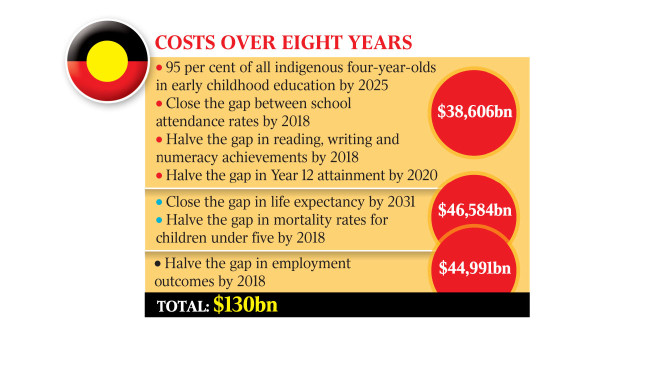 COSTS OVER EIGHT YEARS
• 95 per cent of all indigenous four-year-olds
in early childhood education by 2025
• Close the gap between school
attendance rates by 2018
• Halve the gap in reading, writing and
numeracy achievements by 2018
• Halve the gap in Year 12 attainment by 2020
$38,606bn
• Close the gap in life expectancy by 2031
• Halve the gap in mortality rates for
children under five by 2018
$46,584bn
• Halve the gap in employment
outcomes by 2018
$44,991bn
TOTAL: $130bn